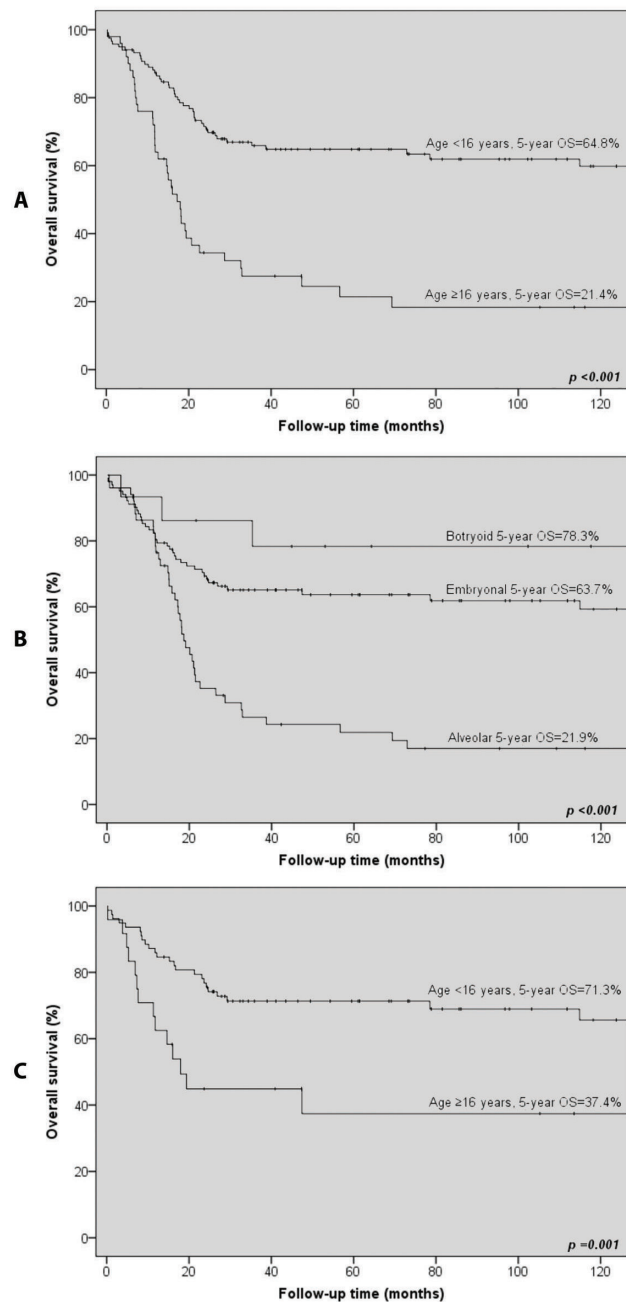 A
Overall survival (%)
100
80
60
40
20
0
Age <16 years, 5-year OS=64.8%
Age ≥16 years, 5-year OS=21.4%
p <0.001
0 20 40 60 80 100 120
Follow-up time (months)
B
Overall survival (%)
100
80
60
40
20
0
Botryoid 5-year OS=78.3%
Embryonal 5-year OS=63.7%
Alveolar 5-year OS=21.9%
p <0.001
0 20 40 60 80 100 120
Follow-up time (months)
C
Overall survival (%)
100
80
60
40
20
0
Age <16 years, 5-year OS=71.3%
Age ≥16 years, 5-year OS=37.4%
p =0.001
0 20 40 60 80 100 120
Follow-up time (months)